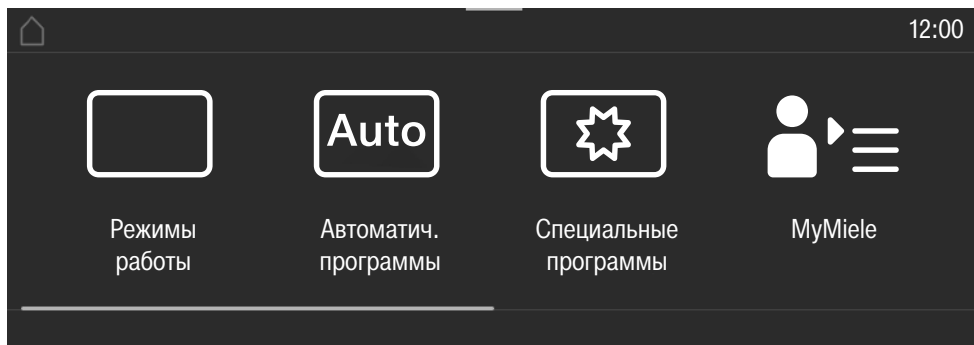 12:00
Auto
Режимы
работы
Автоматич.
программы
Специальные
программы
MyMiele